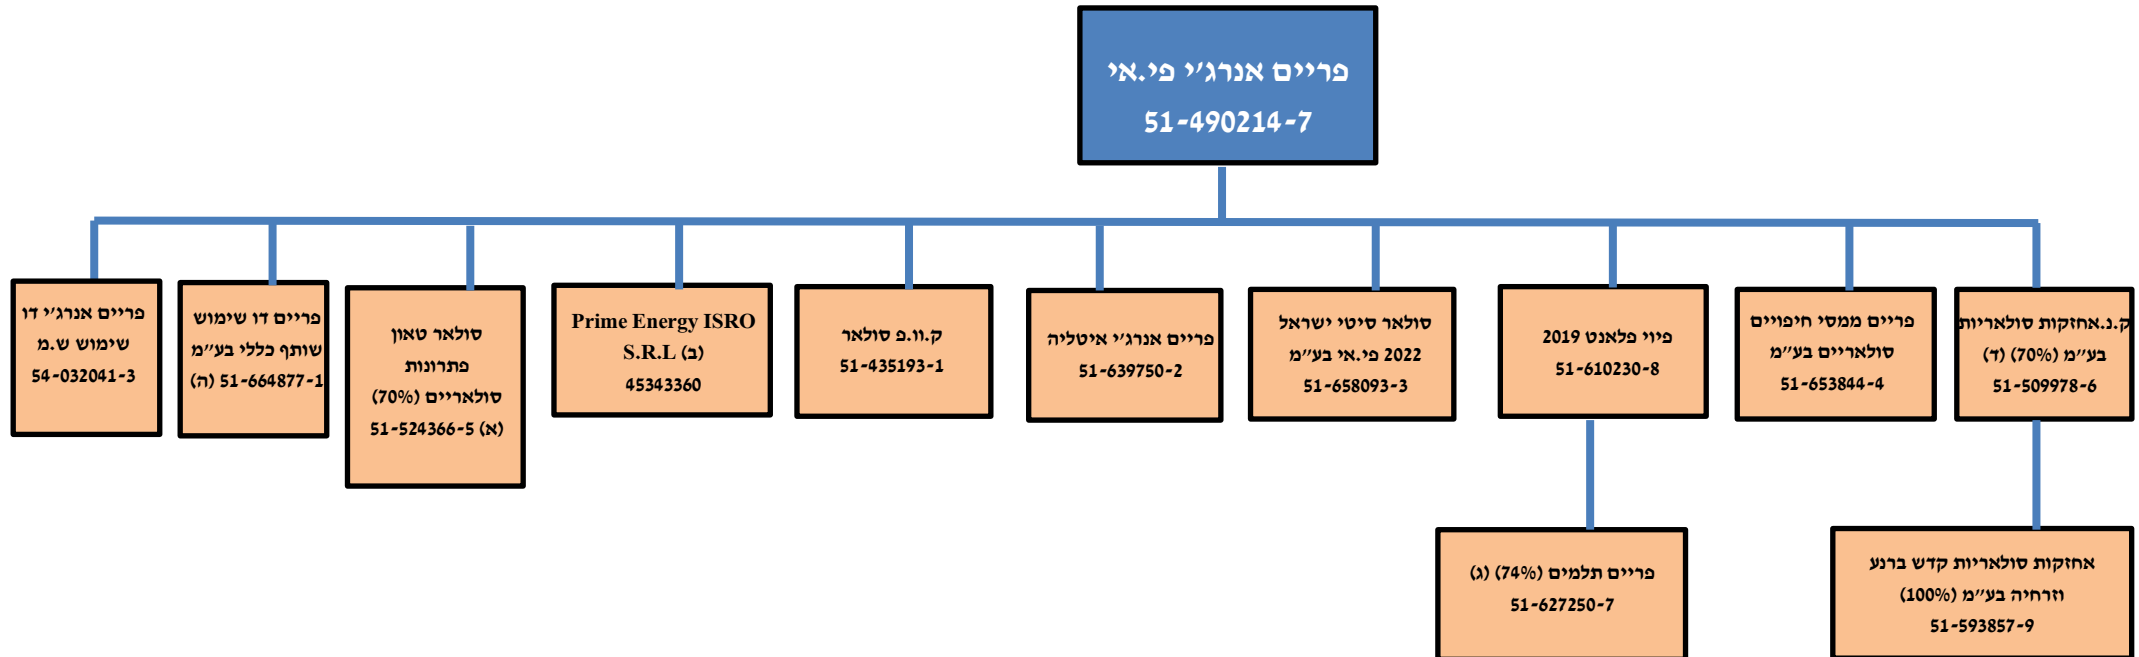 פריים אנרג׳י פי.אי
51-490214-7
ק.נ.אחזקות סולאריות
בע״מ (70%) (ד)
51-509978-6
פריים ממסי חיפויים
סולאריים בע״מ
51-653844-4
פיוי פלאנט 2019
51-610230-8
סולאר סיטי ישראל
2022 פי.אי בע״מ
51-658093-3
פריים אנרג׳י איטליה
51-639750-2
ק.וו.פ סולאר
51-435193-1
Prime Energy ISRO
S.R.L (ב)
45343360
סולאר טאון
פתרונות
סולאריים (70%)
(א) 51-524366-5
פריים דו שימוש
שותף כללי בע״מ
51-664877-1 (ה)
פריים אנרג׳י דו
שימוש ש.מ
54-032041-3
אחזקות סולאריות קדש ברנע
וזרחיה בע״מ (100%)
51-593857-9
פריים תלמים (74%) (ג)
51-627250-7